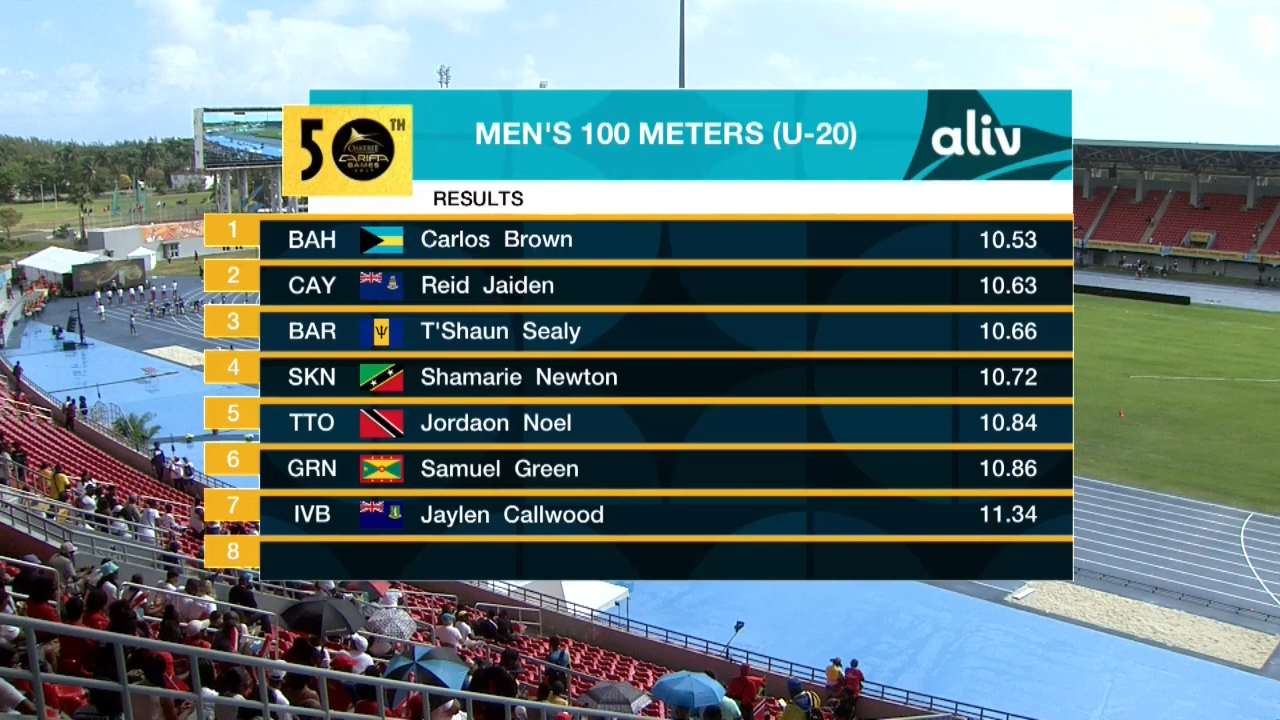 50TH
CARIFTA
GAMES
MEN'S 100 METERS (U-20)
aliv
RESULTS
1 BAH Carlos Brown 10.53
2 CAY Reid Jaiden 10.63
3 BAR T'Shaun Sealy 10.66
4 SKN Shamarie Newton 10.72
5 TTO Jordaon Noel 10.84
6 GRN Samuel Green 10.86
7 IVB Jaylen Callwood 11.34
8